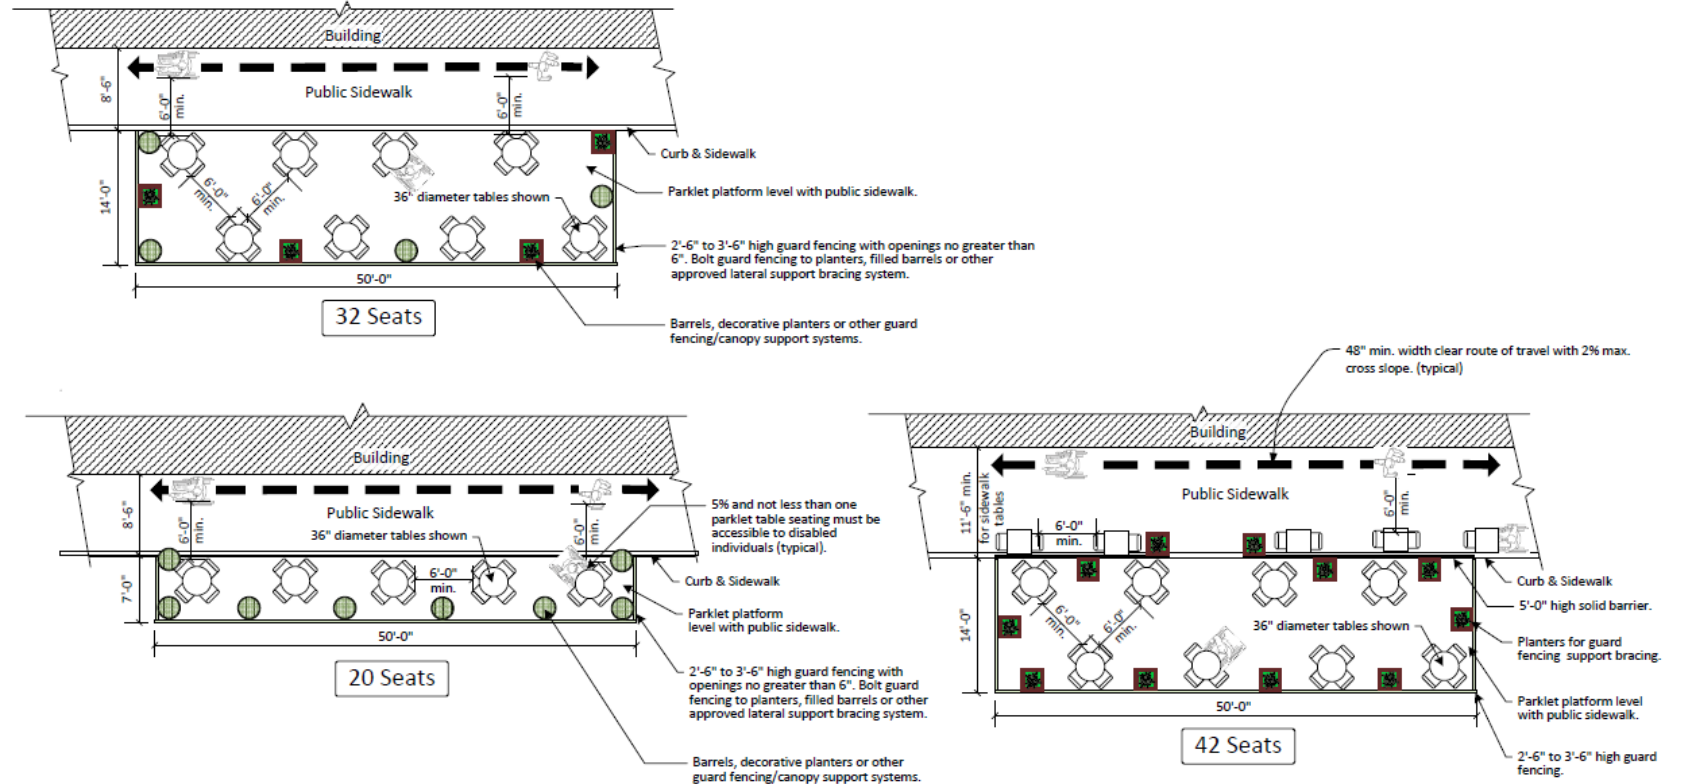 Building
Public Sidewalk
8'-6"
6'-0"
min.
6'-0"
min.
Curb & Sidewalk
Parklet platform level with public sidewalk.
14'-0"
6'-0"
min.
6'-0"
min.
36" diameter tables shown
2'-6" to 3'-6" high guard fencing with openings no greater than
6". Bolt guard fencing to planters, filled barrels or other
approved lateral support bracing system.
50'-0"
32 Seats
Barrels, decorative planters or other guard
fencing/canopy support systems.
Building
Public Sidewalk
8'-6"
6'-0"
min.
6'-0"
min.
36" diameter tables shown
5% and not less than one
parklet table seating must be
accessible to disabled
individuals (typical).
7'-0"
6'-0"
min.
Curb & Sidewalk
Parklet platform
level with public sidewalk.
50'-0"
20 Seats
2'-6" to 3'-6" high guard fencing with
openings no greater than 6". Bolt guard
fencing to planters, filled barrels or other
approved lateral support bracing system.
Barrels, decorative planters or other
guard fencing/canopy support systems.
48" min. width clear route of travel with 2% max.
cross slope. (typical)
Building
Public Sidewalk
11'-6" min.
for sidewalk
tables
6'-0"
min.
6'-0"
min.
Curb & Sidewalk
5'-0" high solid barrier.
14'-0"
6'-0"
min.
6'-0"
min.
36" diameter tables shown
Planters for guard
fencing support bracing.
Parklet platform level
with public sidewalk.
50'-0"
42 Seats
2'-6" to 3'-6" high guard
fencing.